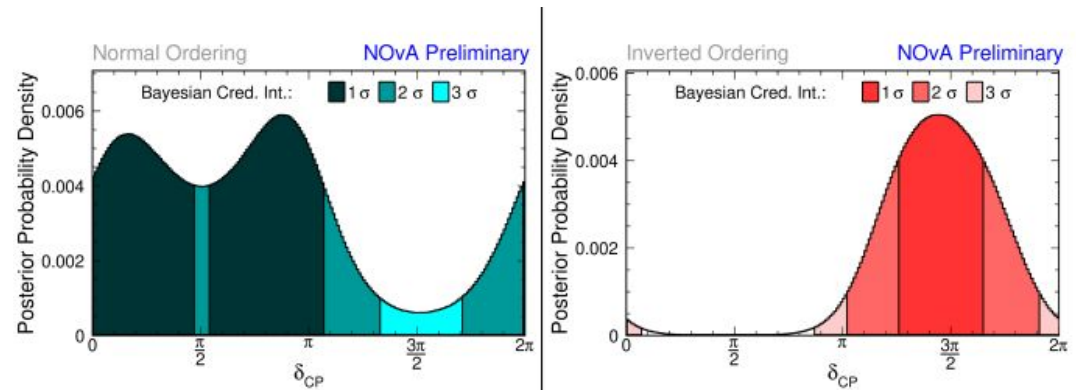 Normal Ordering NOvA Preliminary
Posterior Probability Density
Bayesian Cred. Int.: 1 σ 2 σ 3 σ
0.006
0.004
0.002
0
0 π/2 π 3π/2 2π
δCP
Inverted Ordering NOvA Preliminary
Posterior Probability Density
0.006
Bayesian Cred. Int.: 1 σ 2 σ 3 σ
0.004
0.002
0
0 π/2 π 3π/2 2π
δCP